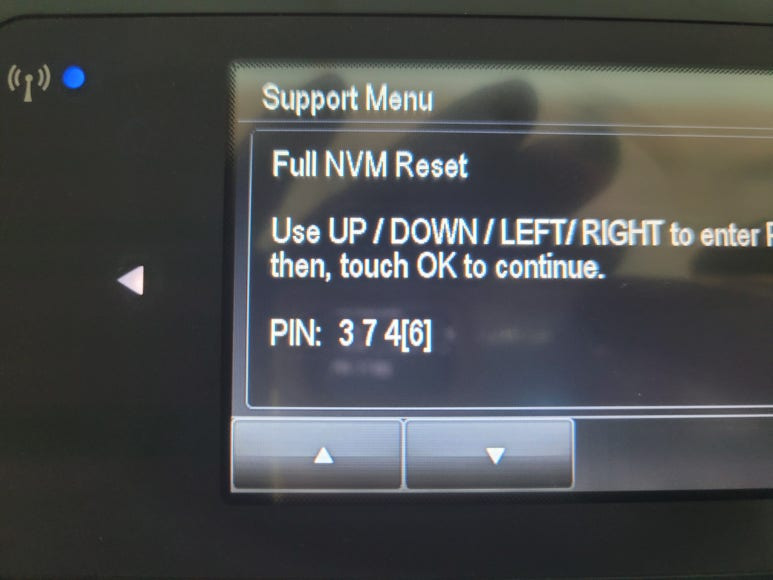 Support Menu
Full NVM Reset
Use UP / DOWN / LEFT/ RIGHT to enter
then, touch OK to continue.
PIN: 3 7 4[6]